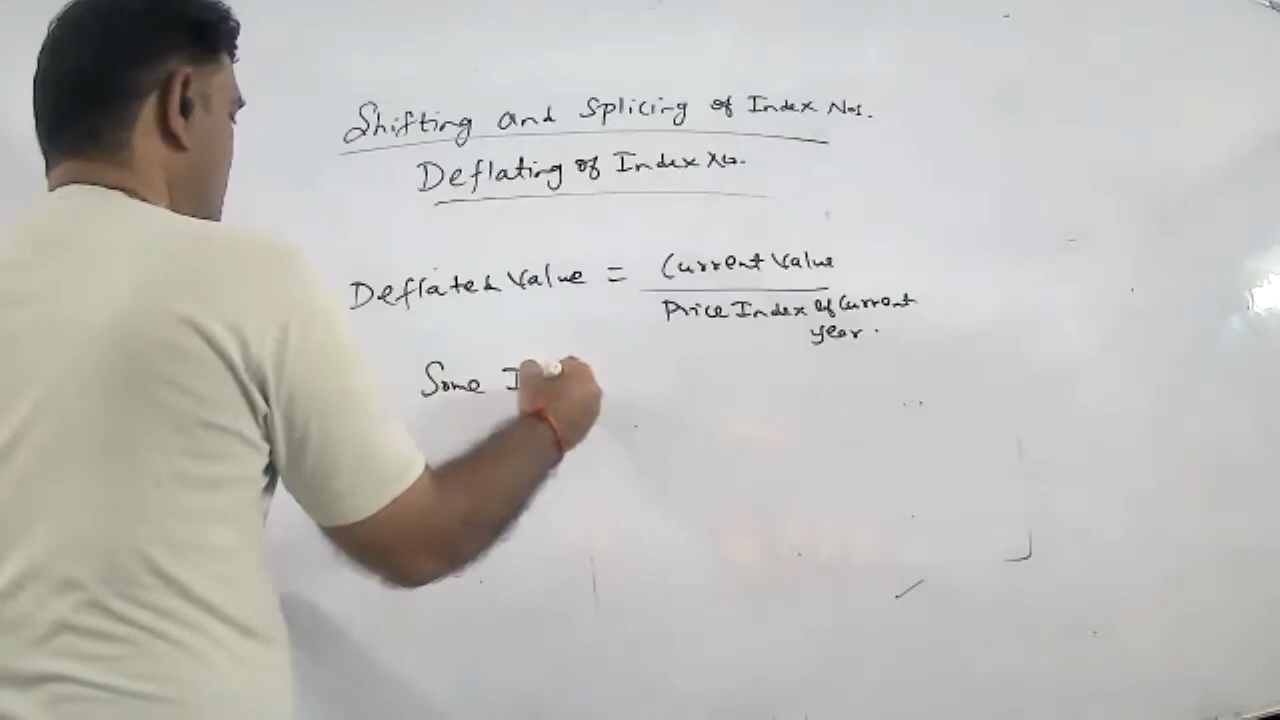 Shifting and Splicing of Index Nos.
Deflating of Index No.
Deflated Value = Current Value
Price Index of Current
year.
Some I